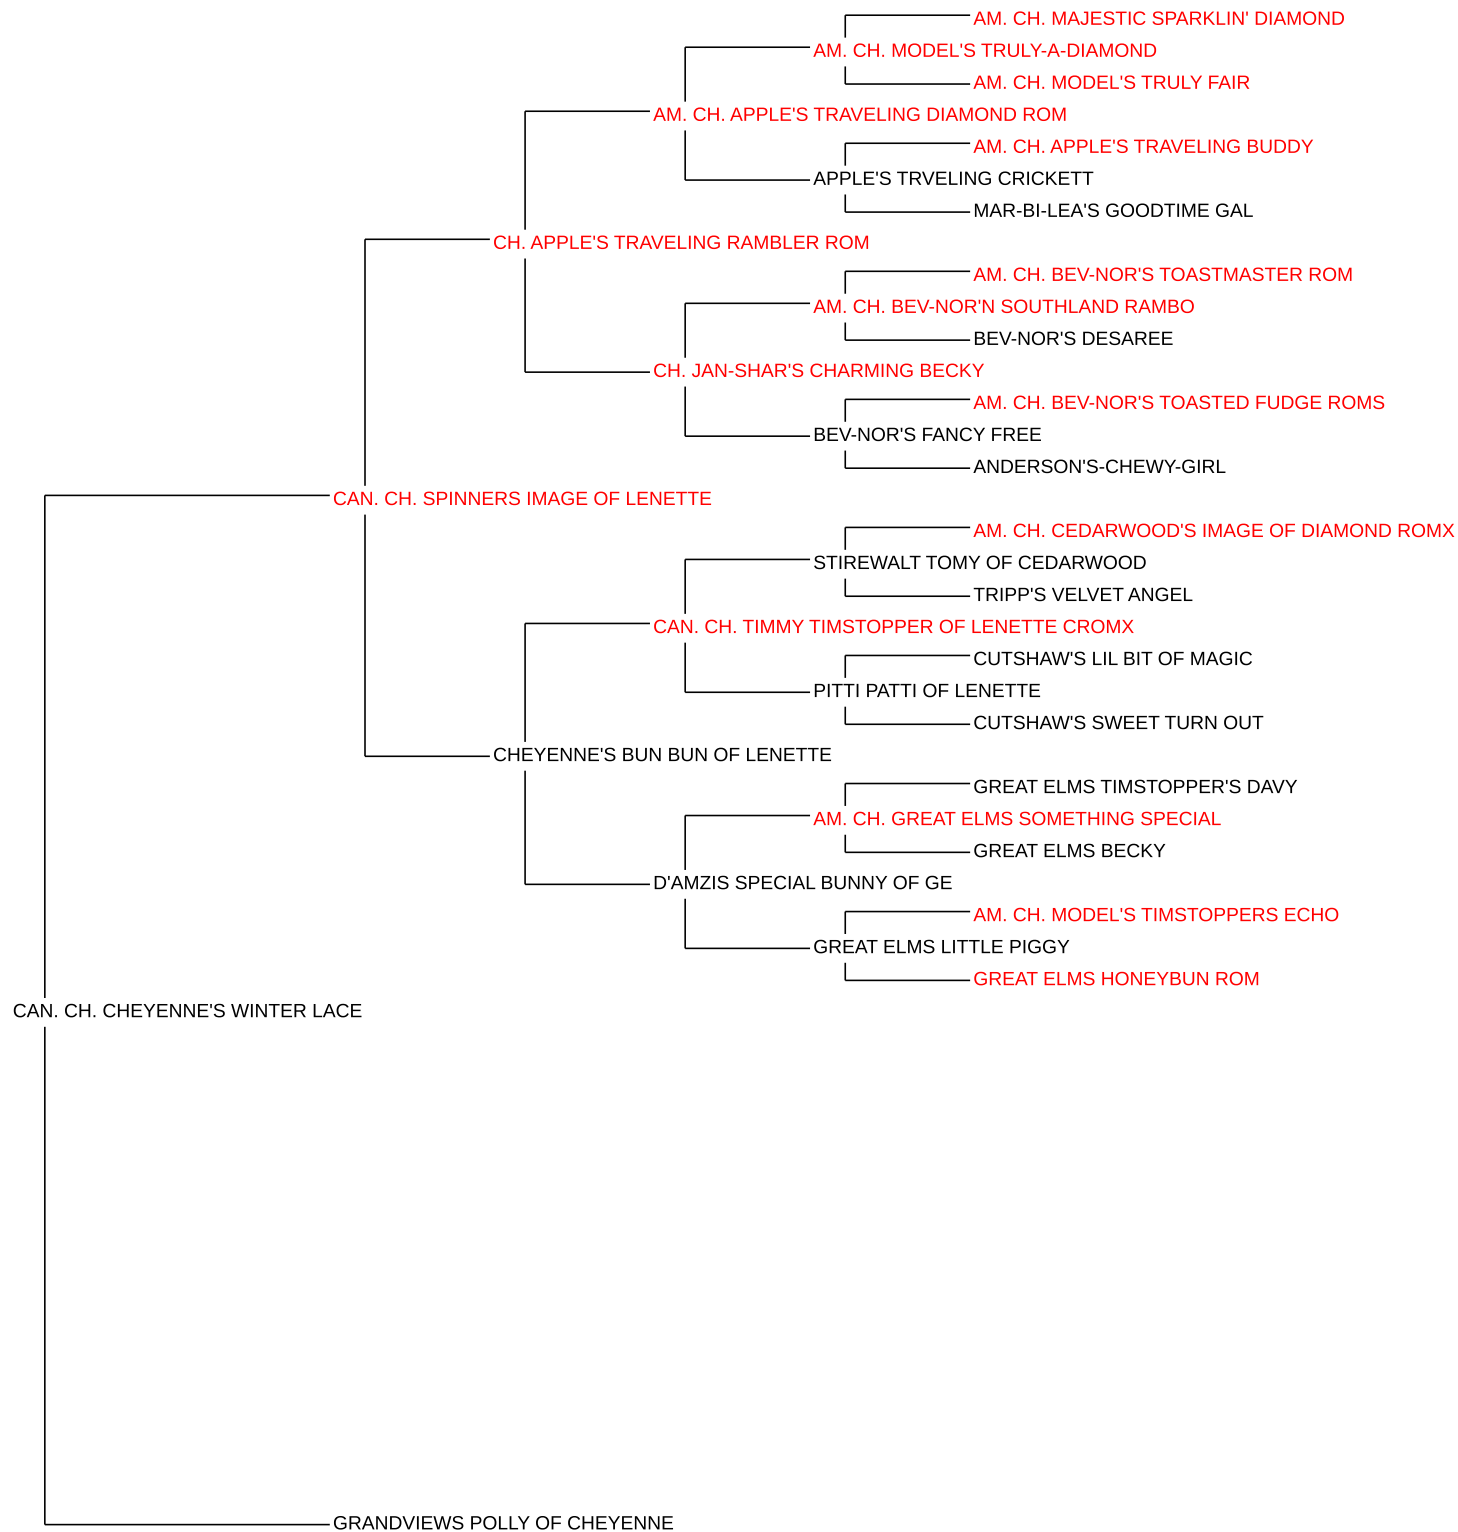 AM. CH. MAJESTIC SPARKLIN' DIAMOND
AM. CH. MODEL'S TRULY-A-DIAMOND
AM. CH. MODEL'S TRULY FAIR
AM. CH. APPLE'S TRAVELING DIAMOND ROM
AM. CH. APPLE'S TRAVELING BUDDY
APPLE'S TRVELING CRICKETT
MAR-BI-LEA'S GOODTIME GAL
CH. APPLE'S TRAVELING RAMBLER ROM
AM. CH. BEV-NOR'S TOASTMASTER ROM
AM. CH. BEV-NOR'N SOUTHLAND RAMBO
BEV-NOR'S DESAREE
CH. JAN-SHAR'S CHARMING BECKY
AM. CH. BEV-NOR'S TOASTED FUDGE ROMS
BEV-NOR'S FANCY FREE
ANDERSON'S-CHEWY-GIRL
CAN. CH. SPINNERS IMAGE OF LENETTE
AM. CH. CEDARWOOD'S IMAGE OF DIAMOND ROMX
STIREWALT TOMY OF CEDARWOOD
TRIPP'S VELVET ANGEL
CAN. CH. TIMMY TIMSTOPPER OF LENETTE CROMX
CUTSHAW'S LIL BIT OF MAGIC
PITTI PATTI OF LENETTE
CUTSHAW'S SWEET TURN OUT
CHEYENNE'S BUN BUN OF LENETTE
GREAT ELMS TIMSTOPPER'S DAVY
AM. CH. GREAT ELMS SOMETHING SPECIAL
GREAT ELMS BECKY
D'AMZIS SPECIAL BUNNY OF GE
AM. CH. MODEL'S TIMSTOPPERS ECHO
GREAT ELMS LITTLE PIGGY
GREAT ELMS HONEYBUN ROM
CAN. CH. CHEYENNE'S WINTER LACE
GRANDVIEWS POLLY OF CHEYENNE